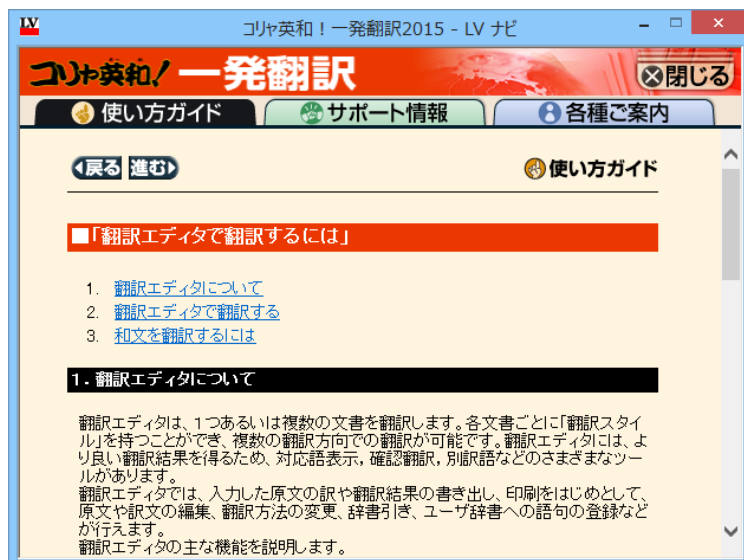 LV
コリャ英和！一発翻訳2015 - LV ナビ
コリャ英和!一発翻訳
閉じる
使い方ガイド
サポート情報
各種ご案内
戻る 進む
使い方ガイド
■「翻訳エディタで翻訳するには」
1. 翻訳エディタについて
2. 翻訳エディタで翻訳する
3. 和文を翻訳するには
1．翻訳エディタについて
翻訳エディタは、１つあるいは複数の文書を翻訳します。各文書ごとに「翻訳スタイ
ル」を持つことができ、複数の翻訳方向での翻訳が可能です。翻訳エディタには、よ
り良い翻訳結果を得るため、対応語表示，確認翻訳，別訳語などのさまざまなツー
ルがあります。
翻訳エディタでは、入力した原文の訳や翻訳結果の書き出し、印刷をはじめとして、
原文や訳文の編集、翻訳方法の変更、辞書引き、ユーザ辞書への語句の登録など
が行えます。
翻訳エディタの主な機能を説明します。